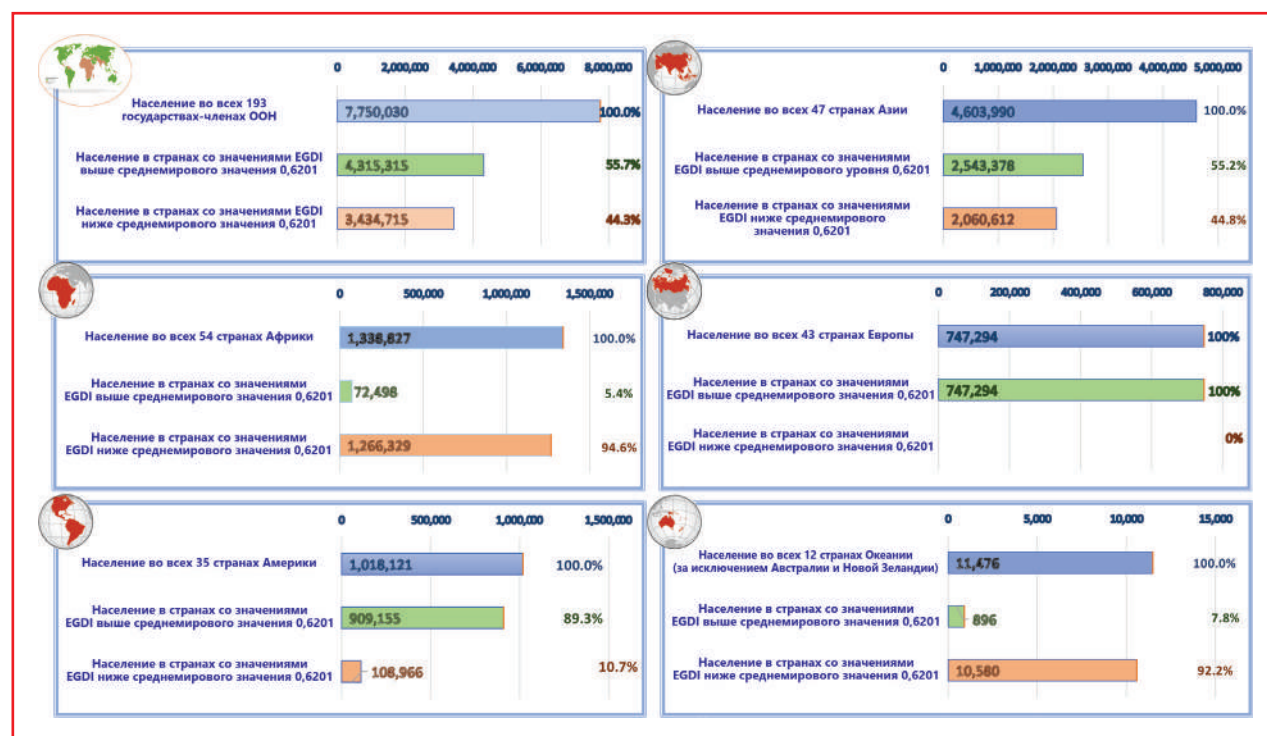 0 2,000,000 4,000,000 6,000,000 8,000,000
Население во всех 193
государствах-членах ООН
7,750,030 100.0%
Население в странах со значениями EGDI
выше среднемирового значения 0,6201
4,315,315 55.7%
Население в странах со значениями EGDI
ниже среднемирового значения 0,6201
3,434,715 44.3%
0 1,000,000 2,000,000 3,000,000 4,000,000 5,000,000
Население во всех 47 странах Азии
4,603,990 100.0%
Население в странах со значениями
EGDI выше среднемирового уровня 0,6201
2,543,378 55.2%
Население в странах со значениями
EGDI ниже среднемирового
значения 0,6201
2,060,612 44.8%
0 500,000 1,000,000 1,500,000
Население во всех 54 странах Африки
1,338,827 100.0%
Население в странах со значениями
EGDI выше среднемирового значения 0,6201
72,498 5.4%
Население в странах со значениями
EGDI ниже среднемирового значения 0,6201
1,266,329 94.6%
0 200,000 400,000 600,000 800,000
Население во всех 43 странах Европы
747,294 100%
Население в странах со значениями
EGDI выше среднемирового значения 0,6201
747,294 100%
Население в странах со значениями
EGDI ниже среднемирового значения 0,6201
0%
0 500,000 1,000,000 1,500,000
Население во всех 35 странах Америки
1,018,121 100.0%
Население в странах со значениями
EGDI выше среднемирового значения 0,6201
909,155 89.3%
Население в странах со значениями
EGDI ниже среднемирового значения 0,6201
108,966 10.7%
0 5,000 10,000 15,000
Население во всех 12 странах Океании
(за исключением Австралии и Новой Зеландии)
11,476 100.0%
Население в странах со значениями
EGDI выше среднемирового значения 0,6201
896 7.8%
Население в странах со значениями
EGDI ниже среднемирового значения 0,6201
10,580 92.2%